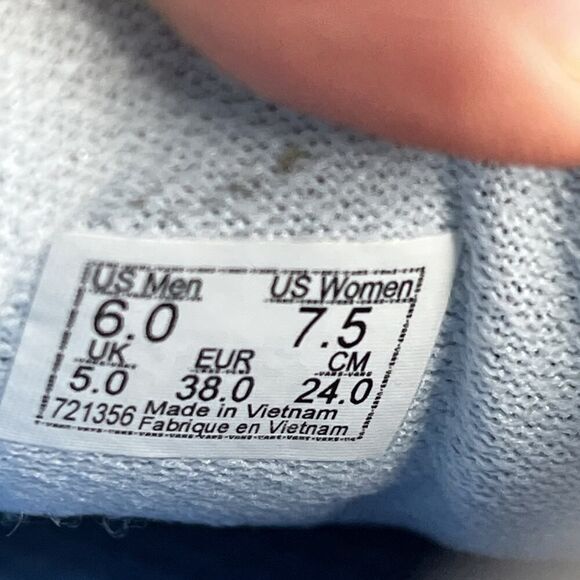 US Men US Women
6.0 7.5
UK EUR CM
5.0 38.0 24.0
721356 Made in Vietnam
Fabrique en Vietnam